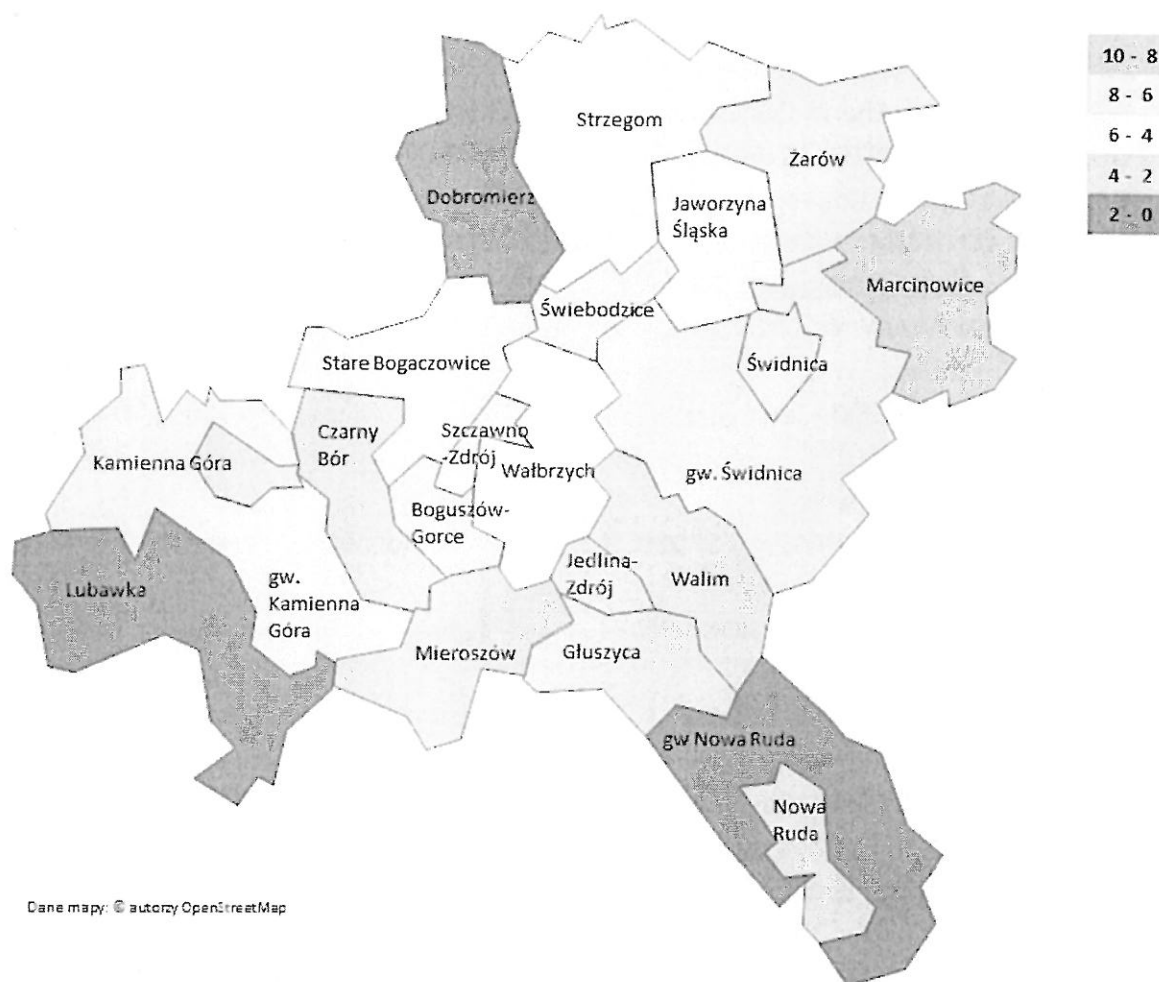 10 - 8
8 - 6
6 - 4
4 - 2
2 - 0
Strzegom
Żarów
Dobromierz
Jaworzyna
Śląska
Marcinowice
Świebodzice
Stare Bogaczowice
Świdnica
Czarny
Bór
Szczawno
-Zdrój
Kamienna Góra
Wałbrzych
gw. Świdnica
Boguszów-
Gorce
Jedlina-
Zdrój
Walim
Lubawka
gw.
Kamienna
Góra
Mieroszów
Głuszyca
gw Nowa Ruda
Nowa
Ruda
Dane mapy: © autorzy OpenStreetMap